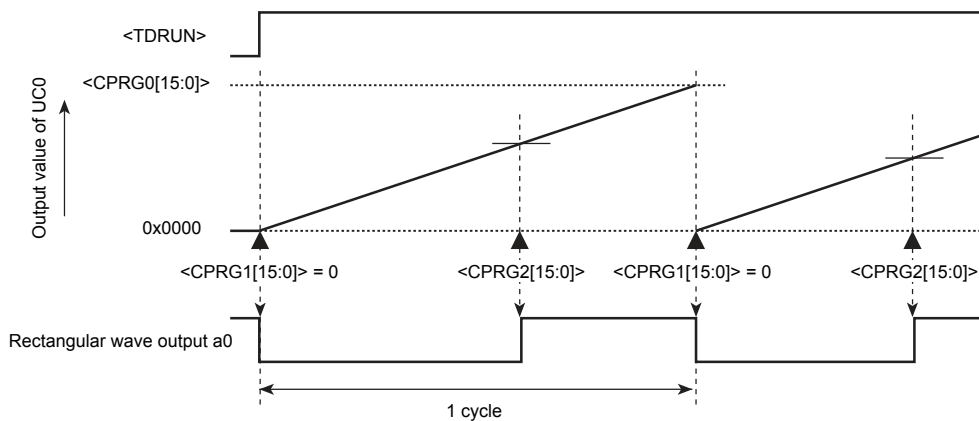 <TDRUN>
<CPRG0[15:0]>
Output value of UC0
0x0000
<CPRG1[15:0]> = 0
<CPRG2[15:0]>
<CPRG1[15:0]> = 0
<CPRG2[15:0]>
Rectangular wave output a0
1 cycle